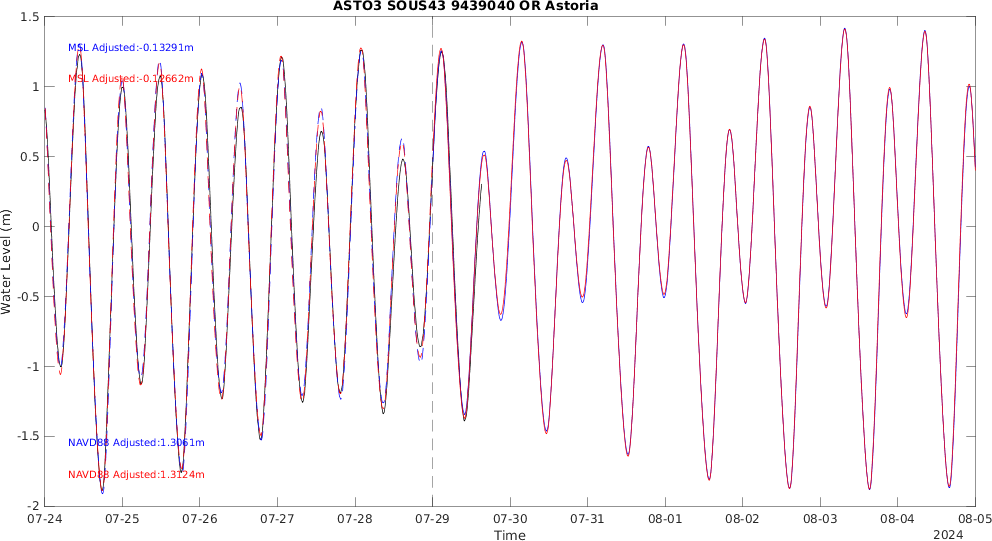 ASTO3 SOUS43 9439040 OR Astoria
1.5
MSL Adjusted:-0.13291m
MSL Adjusted:-0.12662m
1
0.5
0
-0.5
-1
-1.5
-2
Water Level (m)
NAVD88 Adjusted:1.3061m
NAVD88 Adjusted:1.3124m
07-24 07-25 07-26 07-27 07-28 07-29 07-30 07-31 08-01 08-02 08-03 08-04 08-05
Time
2024